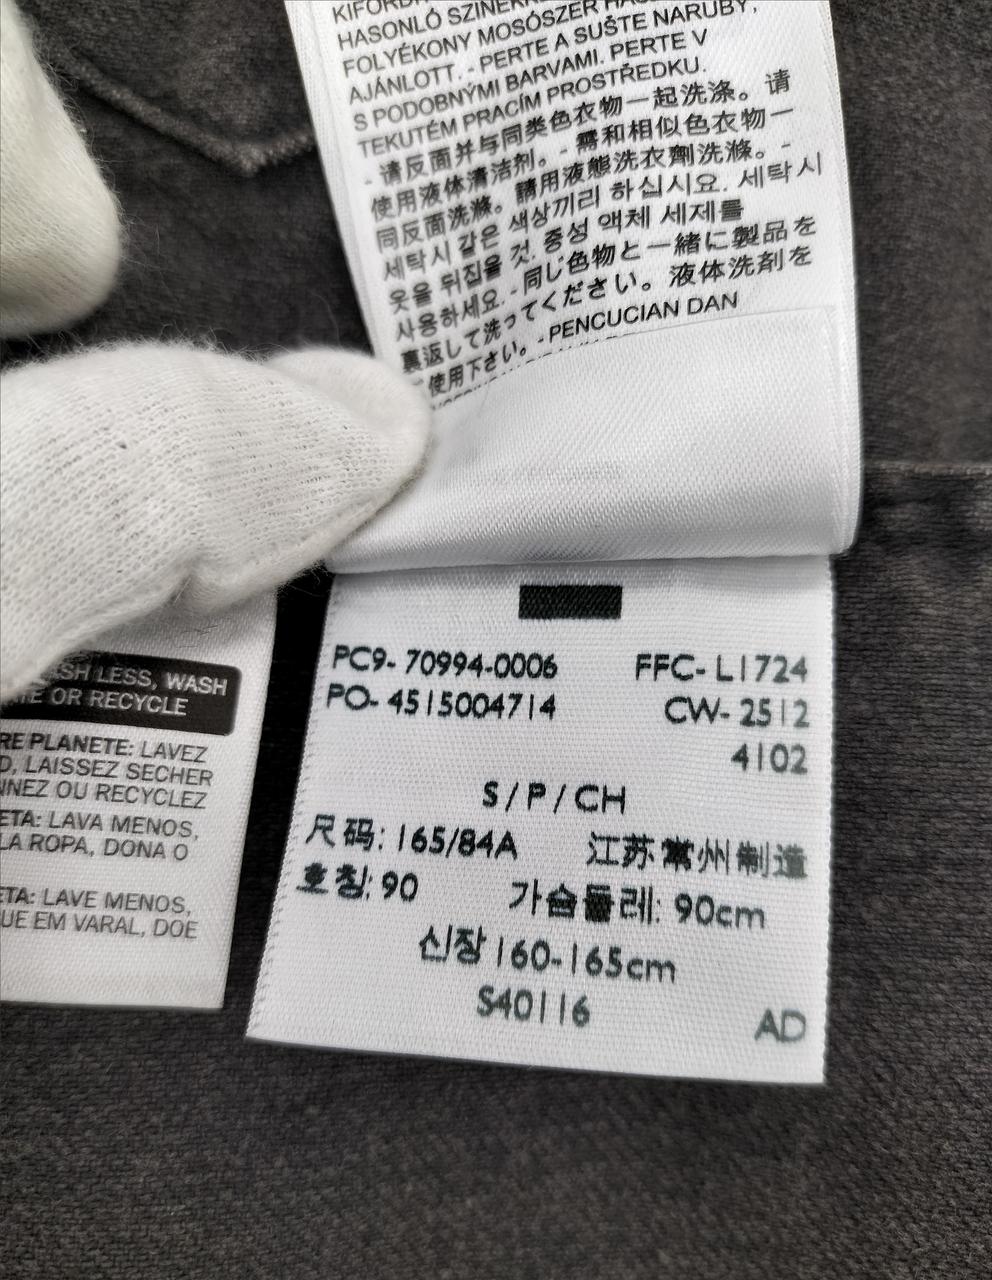 HASONLÓ SZÍNEKK
FOLYÉKONY MOSÓSZER
AJÁNLOTT. - PERTE A SUŠTE NARUBY,
S PODOBNÝMI BARVAMI. PERTE V
TEKUTÉM PRACÍM PROSTŘEDKU.
- 请反面并与同类色衣物一起洗涤。请
使用液体清洁剂。- 需和相似色衣物一
同反面洗滌。請用液態洗衣劑洗滌。-
세탁시 같은 색상끼리 하십시요. 세탁시
옷을 뒤집을 것. 중성 액체 세제를
사용하세요. - 同じ色物と一緒に製品を
裏返して洗ってください。液体洗剤を
使用下さい。- PENCUCIAN DAN
ASH LESS, WASH
OR RECYCLE
RE PLANETE: LAVEZ
D, LAISSEZ SECHER
NNEZ OU RECYCLEZ
ETA: LAVA MENOS,
LA ROPA, DONA O
ETA: LAVE MENOS,
UE EM VARAL, DOE
PC9- 70994-0006 FFC- L1724
PO- 4515004714 CW- 2512
4102
S / P / CH
尺码: 165/84A 江苏常州制造
호칭: 90 가슴둘레: 90cm
신장 160-165cm
S40116 AD